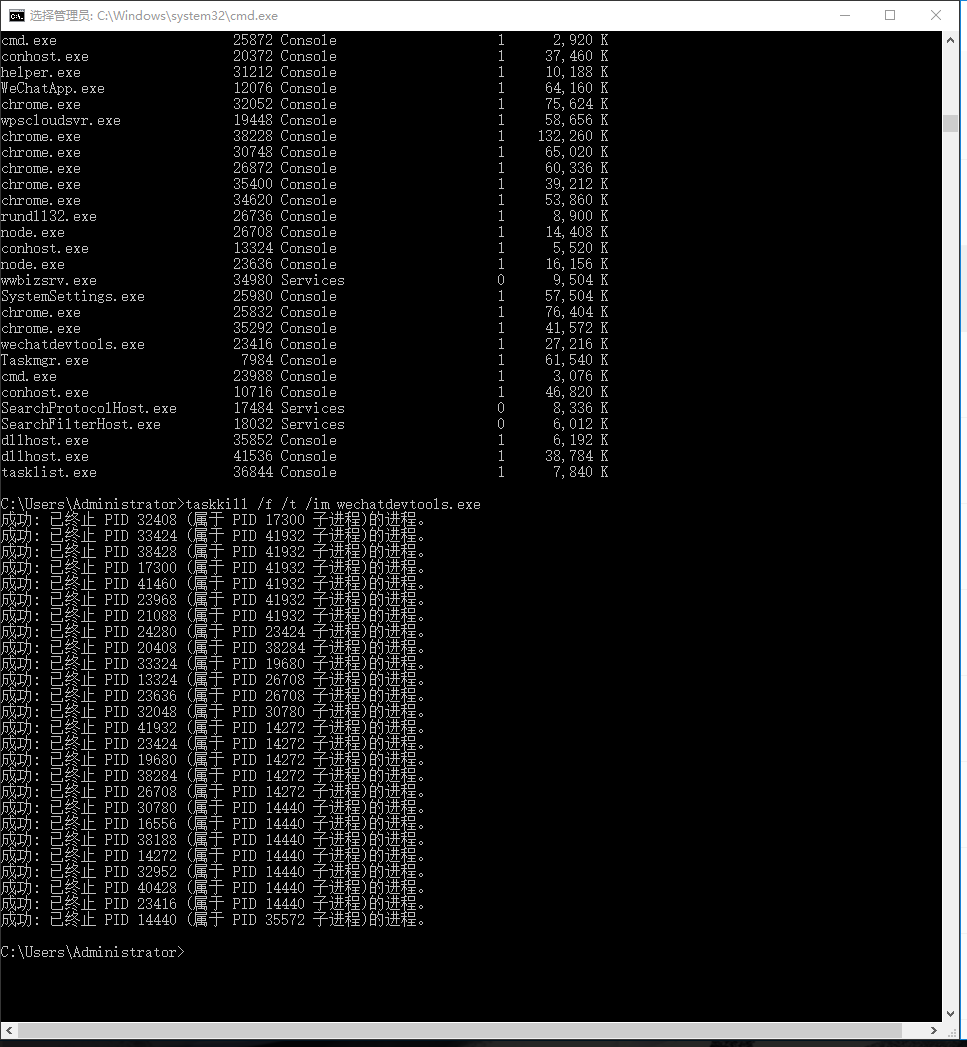 选择管理员: C:\Windows\system32\cmd.exe
cmd.exe 25872 Console 1 2,920 K
conhost.exe 20372 Console 1 37,460 K
helper.exe 31212 Console 1 10,188 K
WeChatApp.exe 12076 Console 1 64,160 K
chrome.exe 32052 Console 1 75,624 K
wpscloudsvr.exe 19448 Console 1 58,656 K
chrome.exe 38228 Console 1 132,260 K
chrome.exe 30748 Console 1 65,020 K
chrome.exe 26872 Console 1 60,336 K
chrome.exe 35400 Console 1 39,212 K
chrome.exe 34620 Console 1 53,860 K
rundll32.exe 26736 Console 1 8,900 K
node.exe 26708 Console 1 14,408 K
conhost.exe 13324 Console 1 5,520 K
node.exe 23636 Console 1 16,156 K
wwbizsrv.exe 34980 Services 0 9,504 K
SystemSettings.exe 25980 Console 1 57,504 K
chrome.exe 25832 Console 1 76,404 K
chrome.exe 35292 Console 1 41,572 K
wechatdevtools.exe 23416 Console 1 27,216 K
Taskmgr.exe 7984 Console 1 61,540 K
cmd.exe 23988 Console 1 3,076 K
conhost.exe 10716 Console 1 46,820 K
SearchProtocolHost.exe 17484 Services 0 8,336 K
SearchFilterHost.exe 18032 Services 0 6,012 K
dllhost.exe 35852 Console 1 6,192 K
dllhost.exe 41536 Console 1 38,784 K
tasklist.exe 36844 Console 1 7,840 K
C:\Users\Administrator>taskkill /f /t /im wechatdevtools.exe
成功: 已终止 PID 32408 (属于 PID 17300 子进程)的进程。
成功: 已终止 PID 33424 (属于 PID 41932 子进程)的进程。
成功: 已终止 PID 38428 (属于 PID 41932 子进程)的进程。
成功: 已终止 PID 17300 (属于 PID 41932 子进程)的进程。
成功: 已终止 PID 41460 (属于 PID 41932 子进程)的进程。
成功: 已终止 PID 23968 (属于 PID 41932 子进程)的进程。
成功: 已终止 PID 21088 (属于 PID 41932 子进程)的进程。
成功: 已终止 PID 24280 (属于 PID 23424 子进程)的进程。
成功: 已终止 PID 20408 (属于 PID 38284 子进程)的进程。
成功: 已终止 PID 33324 (属于 PID 19680 子进程)的进程。
成功: 已终止 PID 13324 (属于 PID 26708 子进程)的进程。
成功: 已终止 PID 23636 (属于 PID 26708 子进程)的进程。
成功: 已终止 PID 32048 (属于 PID 30780 子进程)的进程。
成功: 已终止 PID 41932 (属于 PID 14272 子进程)的进程。
成功: 已终止 PID 23424 (属于 PID 14272 子进程)的进程。
成功: 已终止 PID 19680 (属于 PID 14272 子进程)的进程。
成功: 已终止 PID 38284 (属于 PID 14272 子进程)的进程。
成功: 已终止 PID 26708 (属于 PID 14272 子进程)的进程。
成功: 已终止 PID 30780 (属于 PID 14440 子进程)的进程。
成功: 已终止 PID 16556 (属于 PID 14440 子进程)的进程。
成功: 已终止 PID 38188 (属于 PID 14440 子进程)的进程。
成功: 已终止 PID 14272 (属于 PID 14440 子进程)的进程。
成功: 已终止 PID 32952 (属于 PID 14440 子进程)的进程。
成功: 已终止 PID 40428 (属于 PID 14440 子进程)的进程。
成功: 已终止 PID 23416 (属于 PID 14440 子进程)的进程。
成功: 已终止 PID 14440 (属于 PID 35572 子进程)的进程。
C:\Users\Administrator>